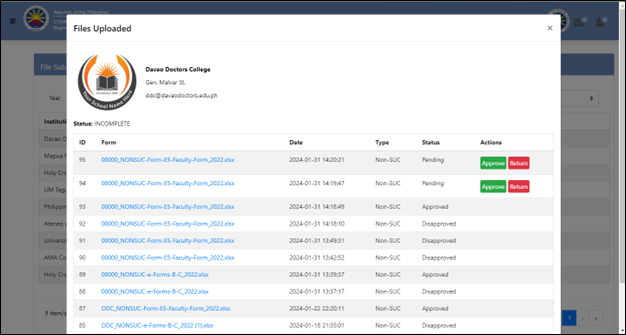 Republic of the Philippines
Files Uploaded
×
Your School Name Here
Davao Doctors College
Gen. Malvar St.
ddc@davaodoctors.edu.ph
Status: INCOMPLETE
ID Form Date Type Status Actions
95 00000_NONSUC-Form-E5-Faculty-Form_2022.xlsx 2024-01-31 14:20:21 Non-SUC Pending Approve Return
94 00000_NONSUC-Form-E5-Faculty-Form_2022.xlsx 2024-01-31 14:19:47 Non-SUC Pending Approve Return
93 00000_NONSUC-Form-E5-Faculty-Form_2022.xlsx 2024-01-31 14:18:49 Non-SUC Approved
92 00000_NONSUC-Form-E5-Faculty-Form_2022.xlsx 2024-01-31 14:18:10 Non-SUC Disapproved
91 00000_NONSUC-Form-E5-Faculty-Form_2022.xlsx 2024-01-31 13:49:31 Non-SUC Disapproved
90 00000_NONSUC-Form-E5-Faculty-Form_2022.xlsx 2024-01-31 13:42:52 Non-SUC Disapproved
89 00000_NONSUC-e-Forms-B-C_2022.xlsx 2024-01-31 13:39:37 Non-SUC Approved
88 00000_NONSUC-e-Forms-B-C_2022.xlsx 2024-01-31 13:37:17 Non-SUC Disapproved
87 DDC_NONSUC-Form-E5-Faculty-Form_2022.xlsx 2024-01-22 22:20:11 Non-SUC Approved
85 DDC_NONSUC-e-Forms-B-C_2022 (1).xlsx 2024-01-18 21:35:01 Non-SUC Disapproved
File Sub
Year
Instituti
Davao D
Mapua
Holy Cro
UM Tagu
Philippin
Ateneo
Universi
AMA Co
Holy Cro
9 item/s
1